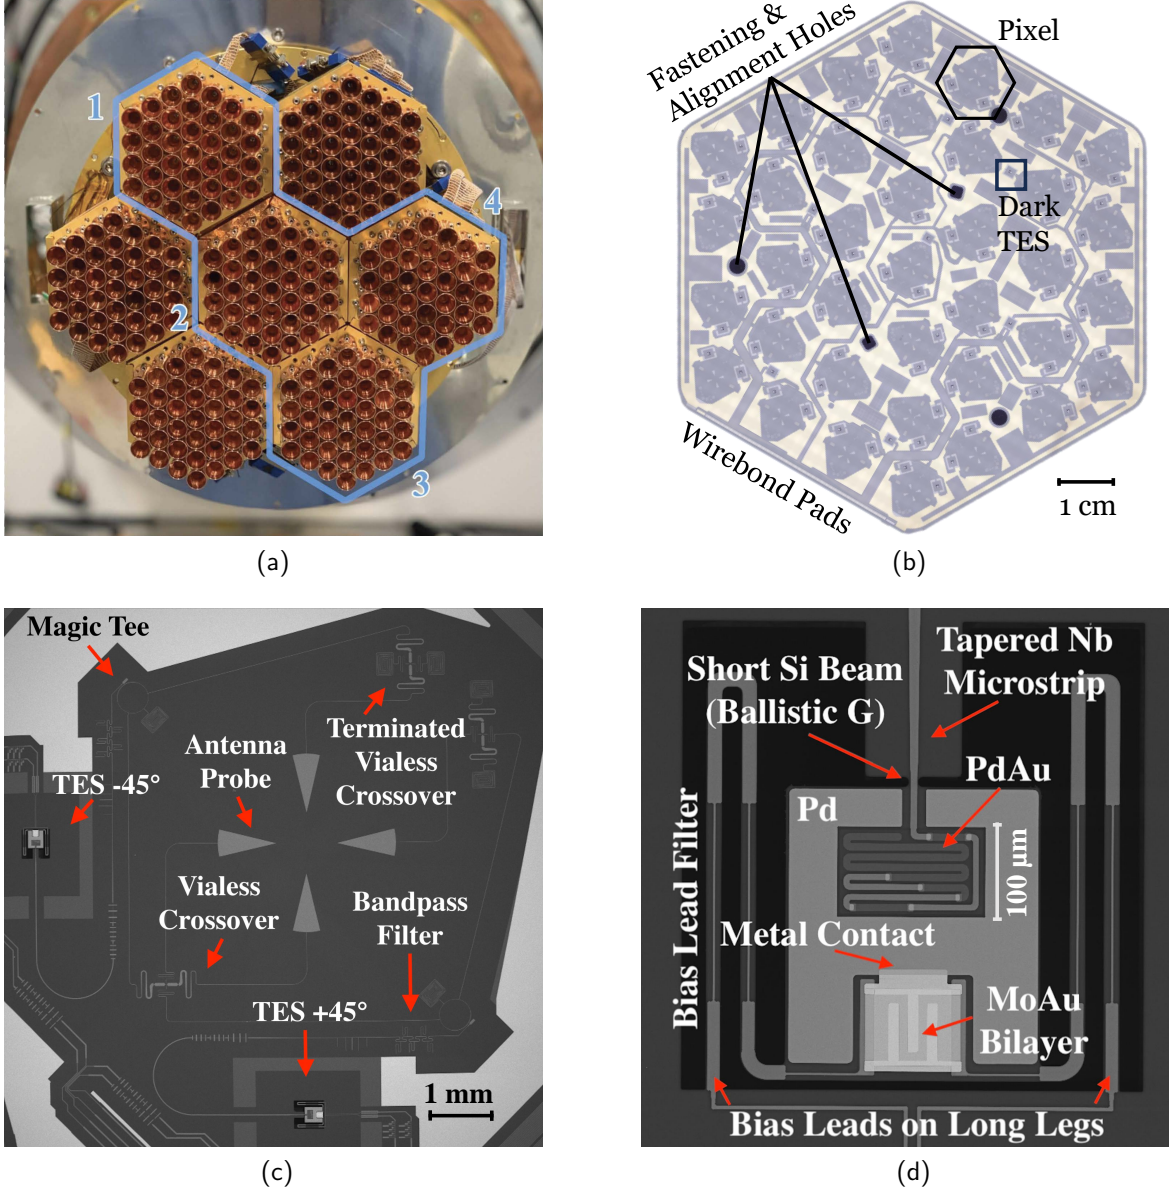 1
4
2
3
(a)
Fastening &
Alignment Holes
Pixel
Dark
TES
Wirebond Pads
1 cm
(b)
Magic Tee
Terminated
Vialess
Crossover
Antenna
Probe
TES -45°
Vialess
Crossover
Bandpass
Filter
TES +45°
1 mm
(c)
Tapered Nb
Microstrip
Short Si Beam
(Ballistic G)
PdAu
Pd
100 μm
Bias Lead Filter
Metal Contact
MoAu
Bilayer
Bias Leads on Long Legs
(d)